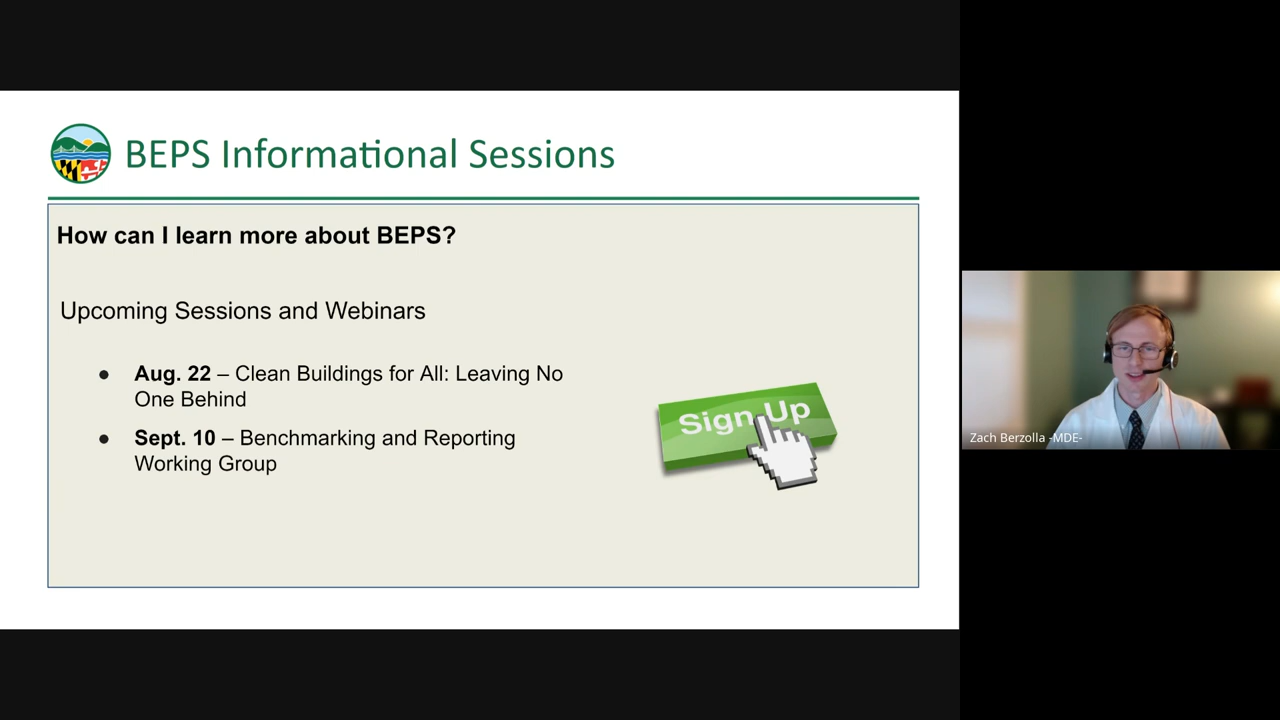 BEPS Informational Sessions
How can I learn more about BEPS?
Upcoming Sessions and Webinars
● Aug. 22 – Clean Buildings for All: Leaving No
One Behind
● Sept. 10 – Benchmarking and Reporting
Working Group
Sign Up
Zach Berzolla -MDE-